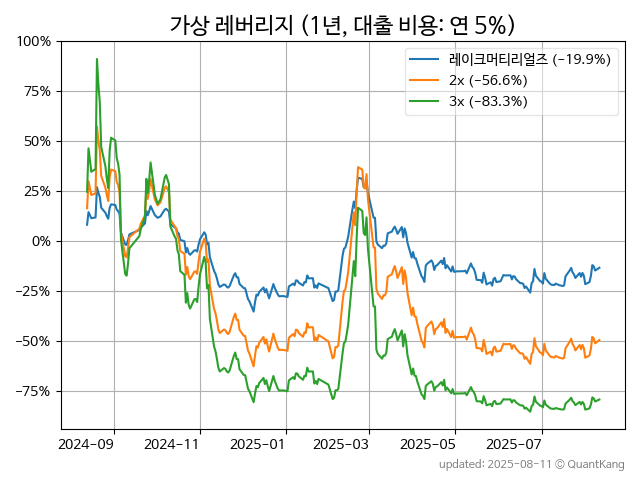 가상 레버리지 (1년, 대출 비용: 연 5%)
100%
75%
50%
25%
0%
−25%
−50%
−75%
레이크머티리얼즈 (−19.9%)
2x (−56.6%)
3x (−83.3%)
2024-09 2024-11 2025-01 2025-03 2025-05 2025-07
updated: 2025-08-11 © QuantKang